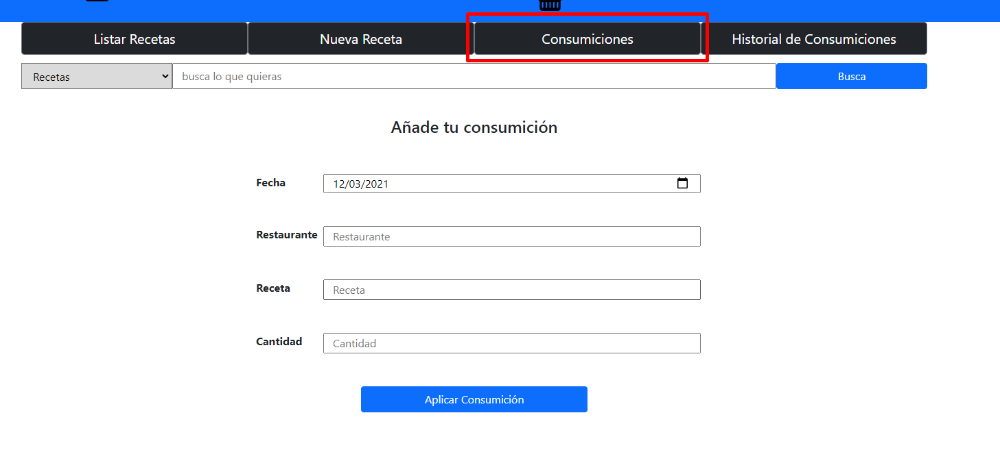 Listar Recetas
Nueva Receta
Consumiciones
Historial de Consumiciones
Recetas
busca lo que quieras
Busca
Añade tu consumición
Fecha
12/03/2021
Restaurante
Restaurante
Receta
Receta
Cantidad
Cantidad
Aplicar Consumición